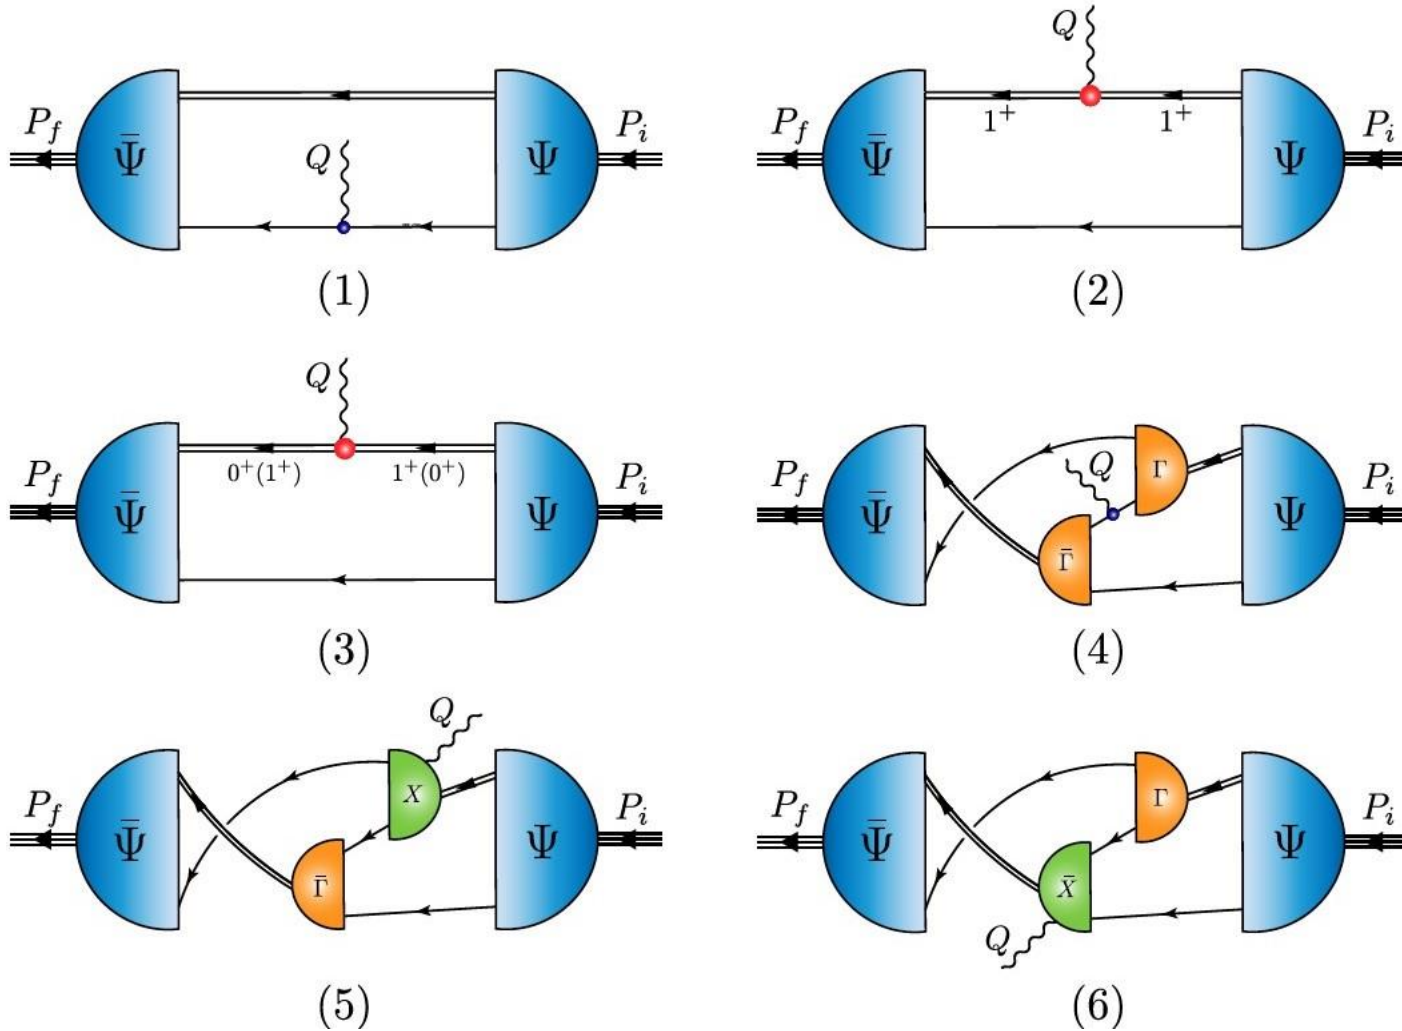 Q
Q
P_f Ψ̄ Ψ P_i
P_f 1⁺ 1⁺ P_i
Ψ̄ Ψ
Q
(1) (2)
Q
P_f 0⁺(1⁺) 1⁺(0⁺) P_i
Ψ̄ Ψ
P_f Q Γ P_i
Ψ̄ Γ̄ Ψ
(3) (4)
Q
P_f X P_i
Ψ̄ Γ̄ Ψ
P_f Γ P_i
Ψ̄ X̄ Ψ
Q
(5) (6)